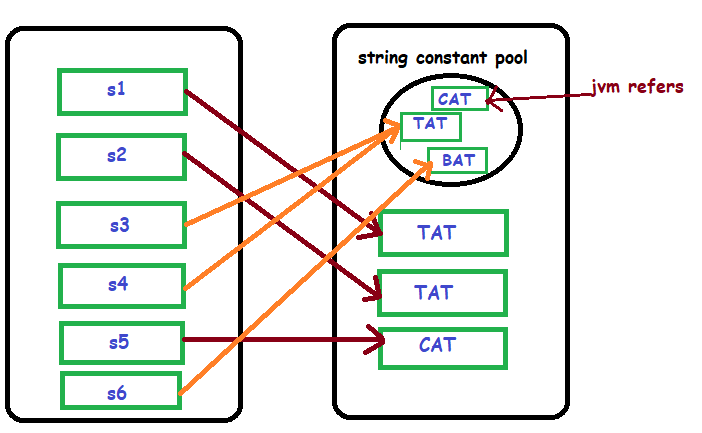 string constant pool
CAT
jvm refers
TAT
BAT
s1
s2
s3
s4
s5
s6
TAT
TAT
CAT